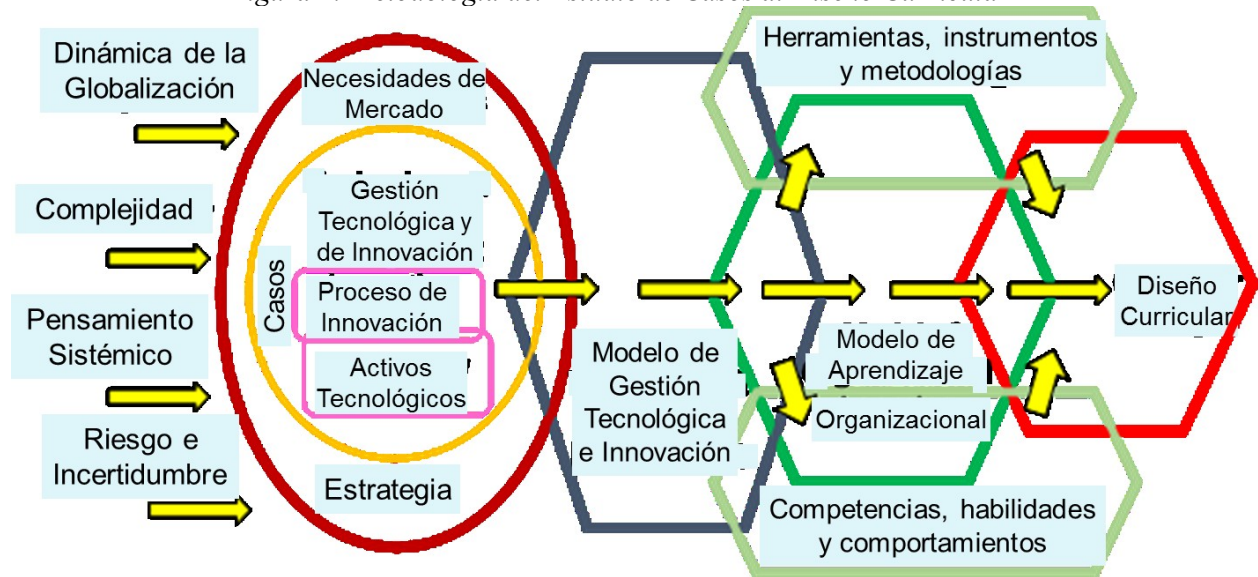 Dinámica de la
Globalización
Complejidad
Pensamiento
Sistémico
Riesgo e
Incertidumbre
Necesidades de
Mercado
Casos
Gestión
Tecnológica y
de Innovación
Proceso de
Innovación
Activos
Tecnológicos
Estrategia
Modelo de
Gestión
Tecnológica
e Innovación
Herramientas, instrumentos
y metodologías
Modelo de
Aprendizaje
Organizacional
Competencias, habilidades
y comportamientos
Diseño
Curricular